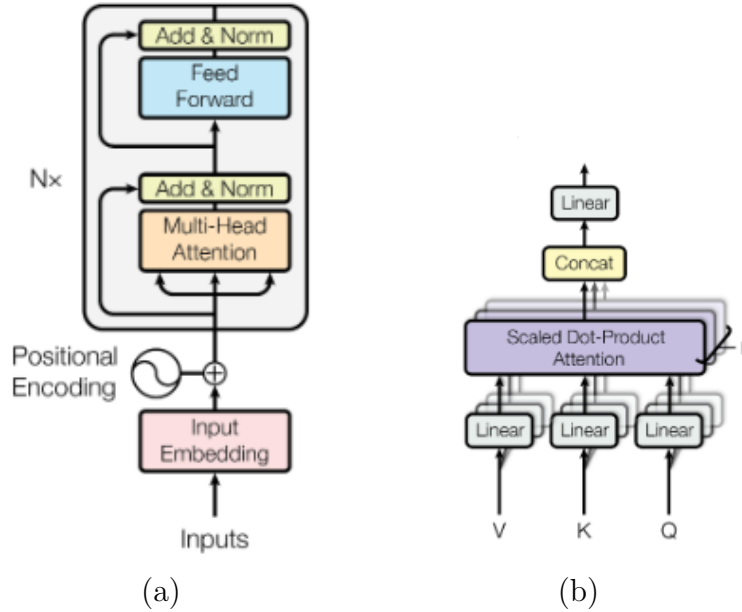 Add & Norm
Feed
Forward
N×
Add & Norm
Multi-Head
Attention
Positional
Encoding
Input
Embedding
Inputs
(a)
Linear
Concat
Scaled Dot-Product
Attention
Linear
Linear
Linear
V
K
Q
(b)